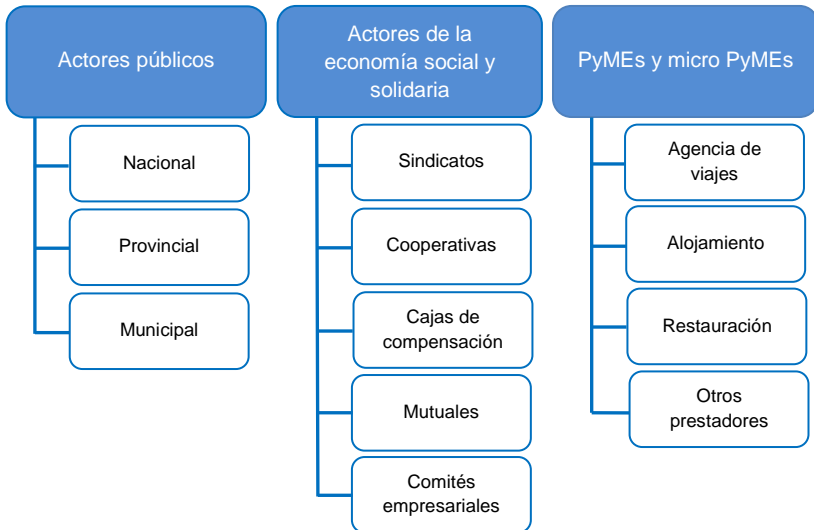 Actores públicos
Nacional
Provincial
Municipal
Actores de la
economía social y
solidaria
Sindicatos
Cooperativas
Cajas de
compensación
Mutuales
Comités
empresariales
PyMEs y micro PyMEs
Agencia de
viajes
Alojamiento
Restauración
Otros
prestadores